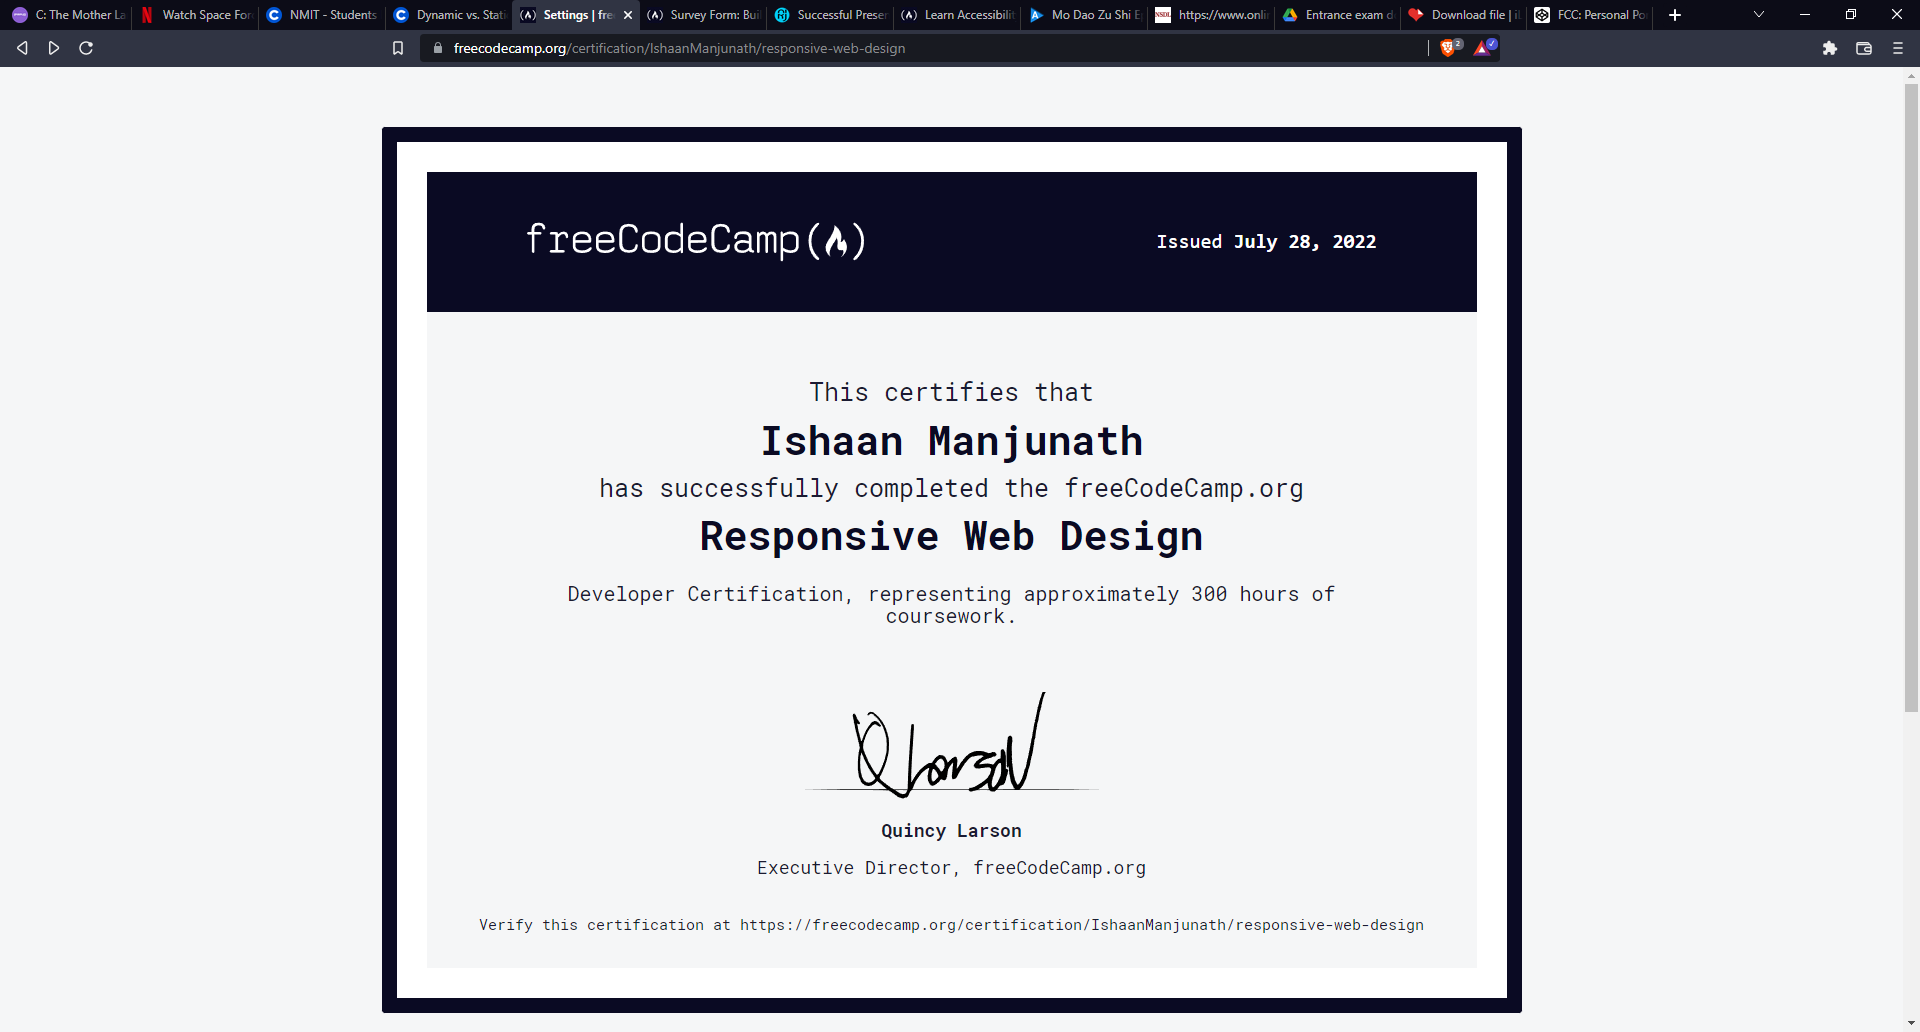 C: The Mother La
Watch Space For
NMIT - Students
Dynamic vs. Stati
Settings | fre
Survey Form: Bui
Successful Preser
Learn Accessibilit
Mo Dao Zu Shi E
NSDL https://www.onli
Entrance exam d
Download file | iL
FCC: Personal Po
freecodecamp.org/certification/IshaanManjunath/responsive-web-design
2
freeCodeCamp
Issued July 28, 2022
This certifies that
Ishaan Manjunath
has successfully completed the freeCodeCamp.org
Responsive Web Design
Developer Certification, representing approximately 300 hours of
coursework.
Q Larson
Quincy Larson
Executive Director, freeCodeCamp.org
Verify this certification at https://freecodecamp.org/certification/IshaanManjunath/responsive-web-design